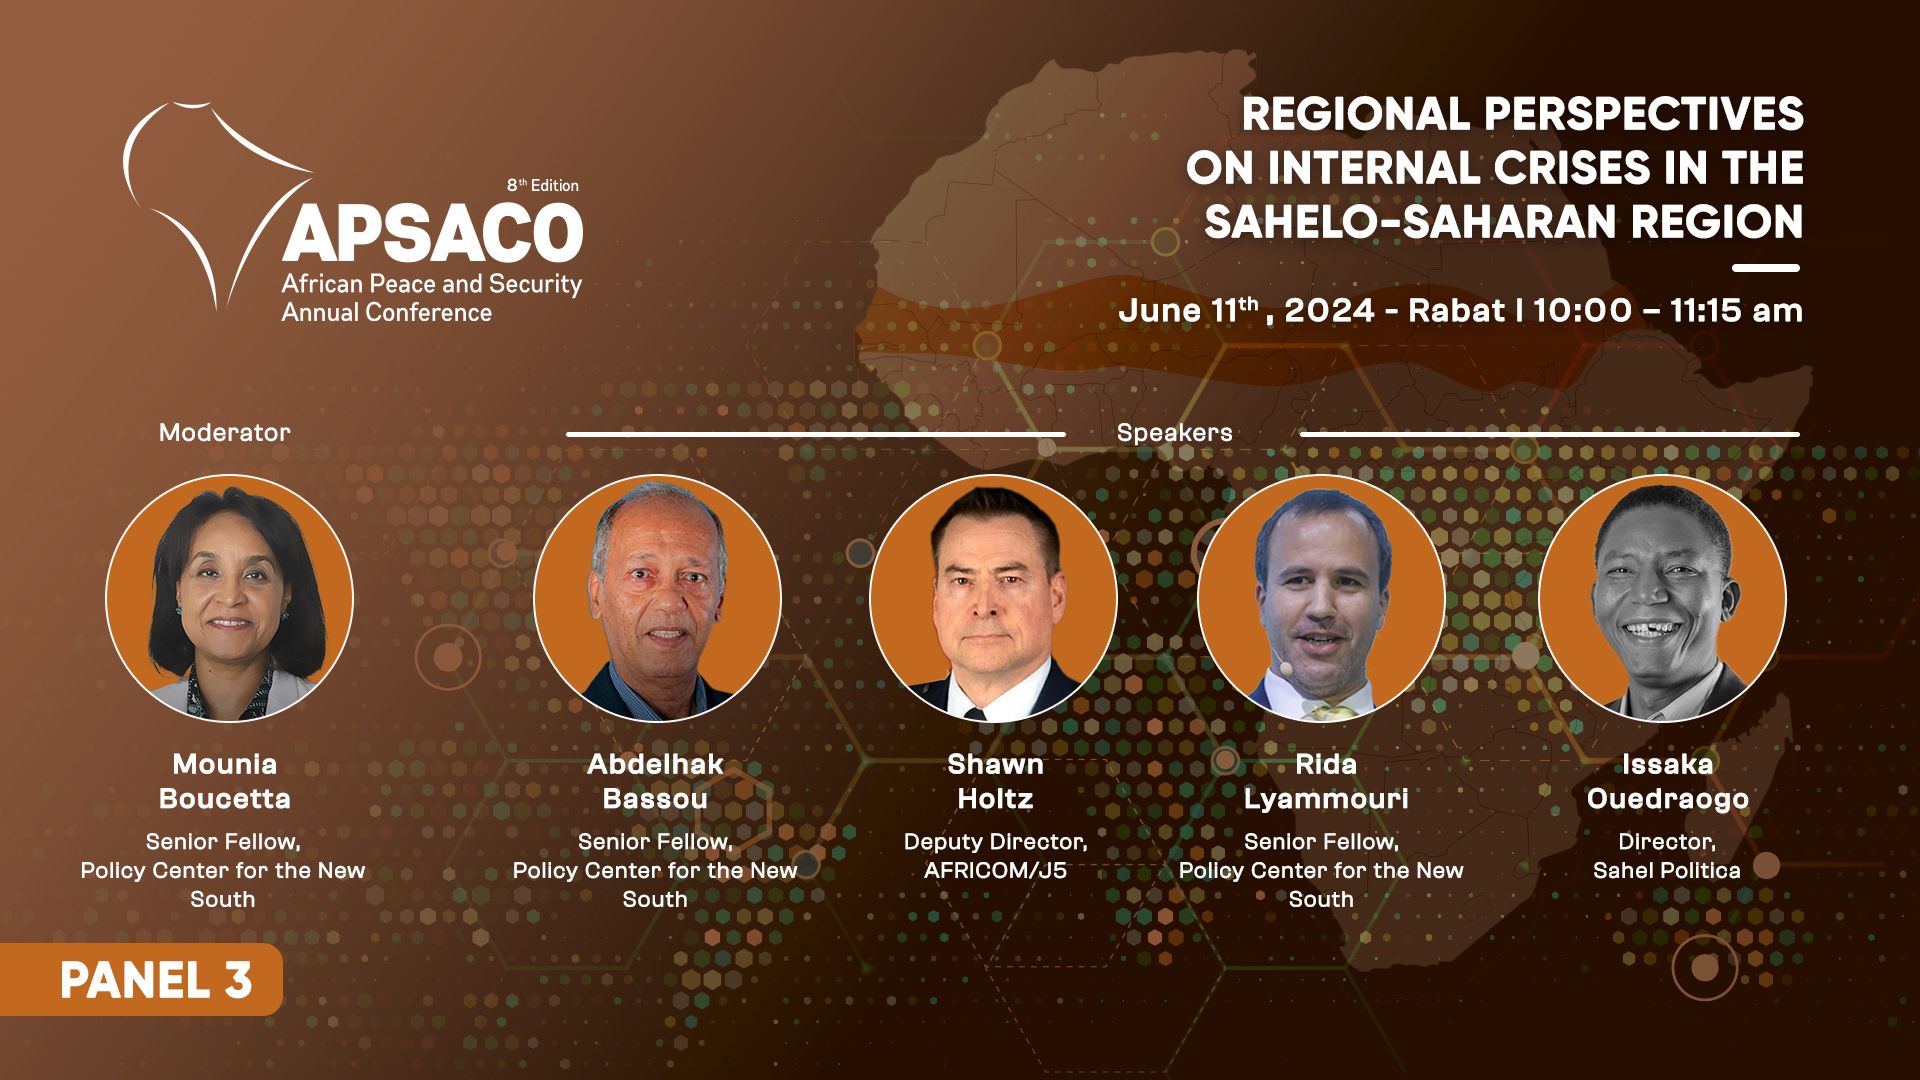 8th Edition
APSACO
African Peace and Security
Annual Conference
REGIONAL PERSPECTIVES
ON INTERNAL CRISES IN THE
SAHELO-SAHARAN REGION
June 11th , 2024 - Rabat I 10:00 – 11:15 am
Moderator
Speakers
Mounia
Boucetta
Senior Fellow,
Policy Center for the New
South
Abdelhak
Bassou
Senior Fellow,
Policy Center for the New
South
Shawn
Holtz
Deputy Director,
AFRICOM/J5
Rida
Lyammouri
Senior Fellow,
Policy Center for the New
South
Issaka
Ouedraogo
Director,
Sahel Politica
PANEL 3